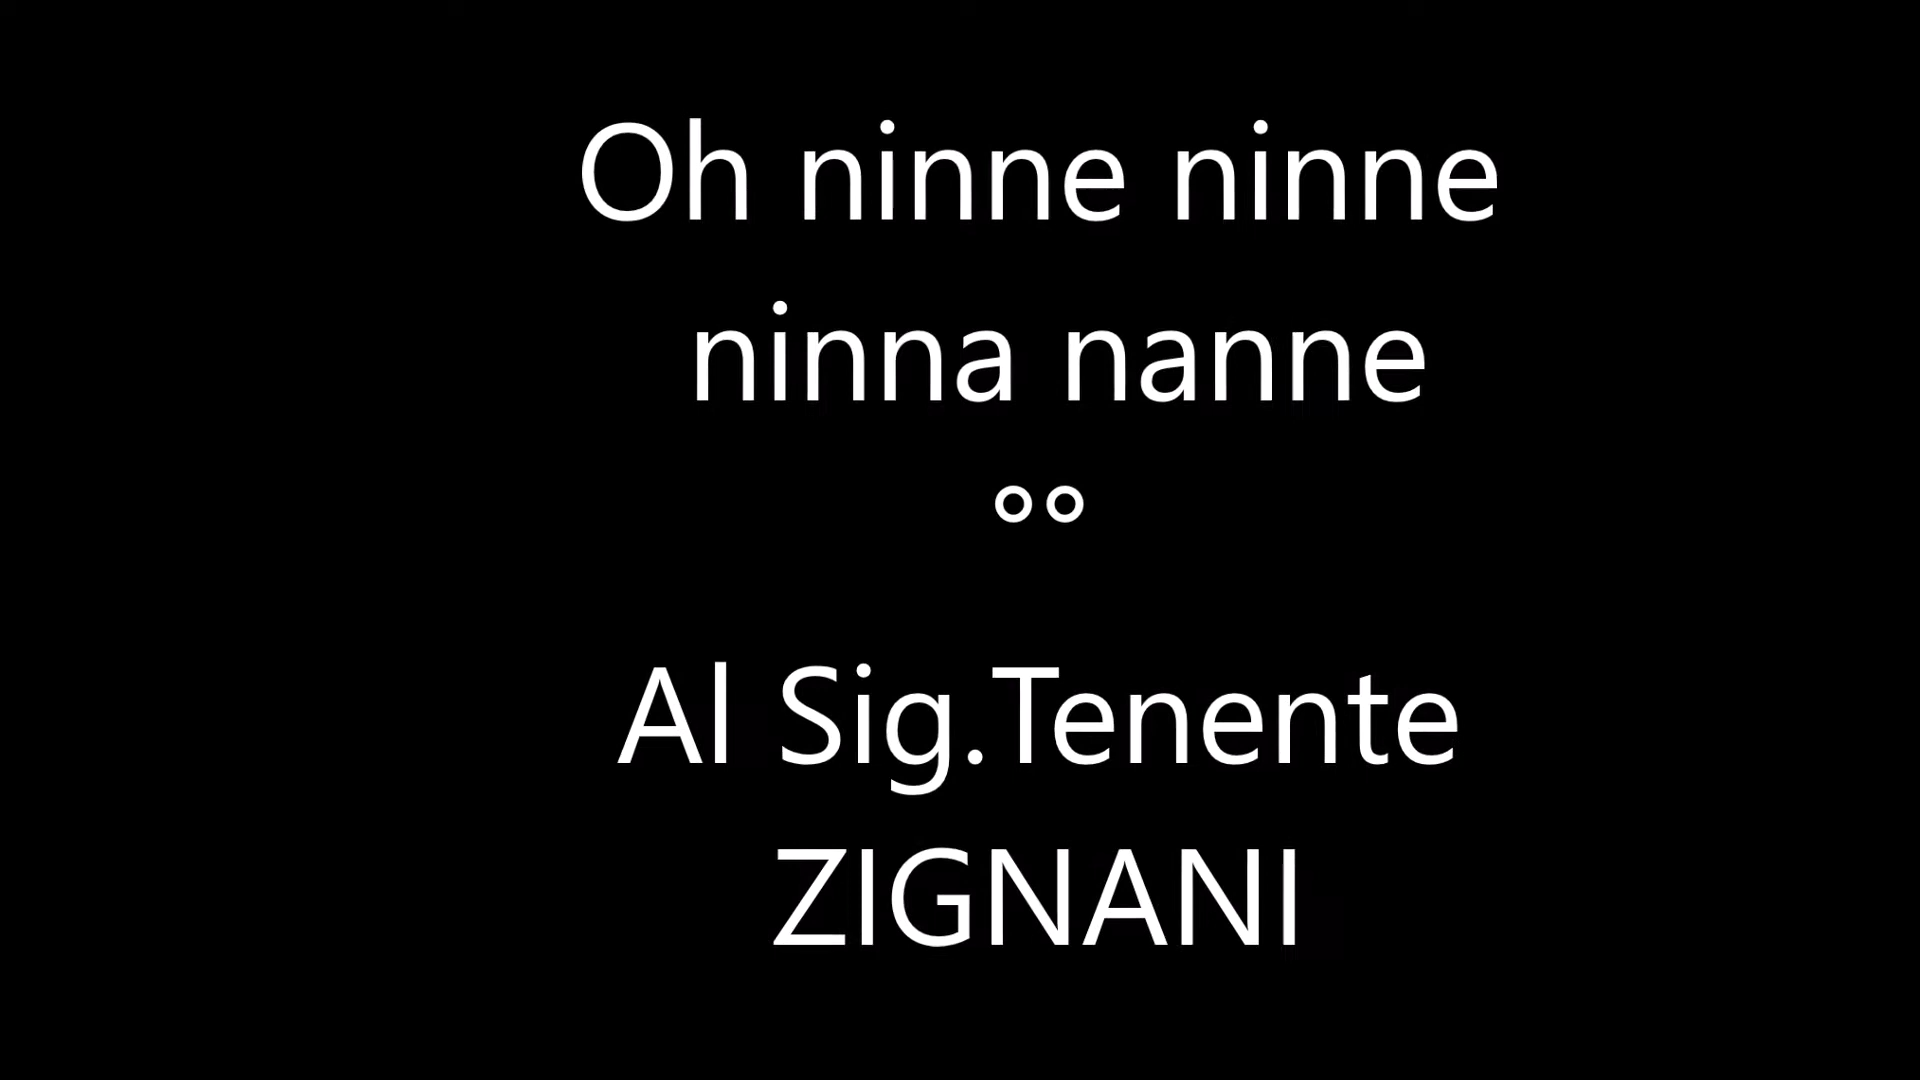 Oh ninne ninne
ninna nanne
°°
Al Sig.Tenente
ZIGNANI